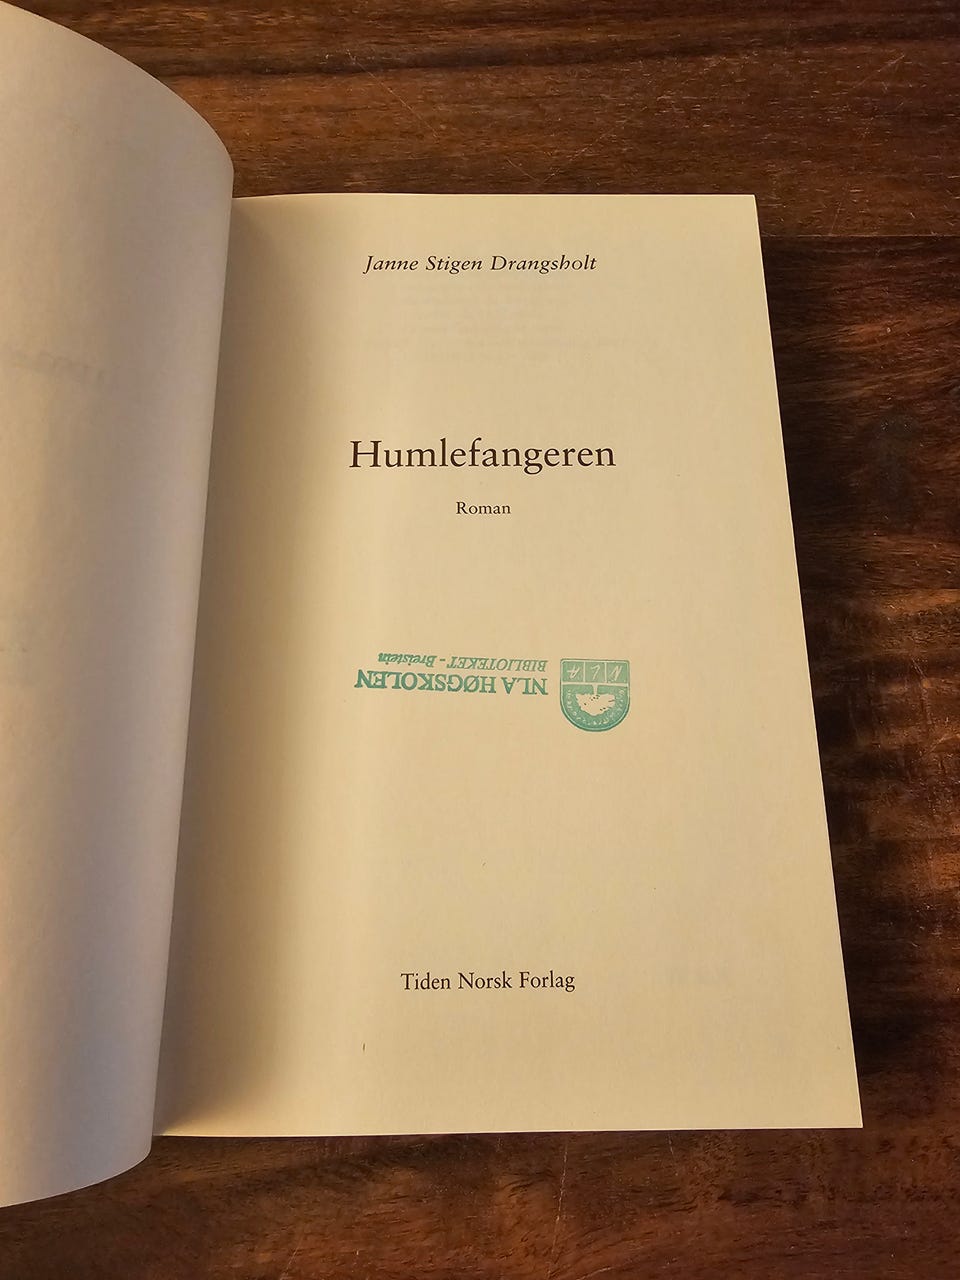 Janne Stigen Drangsholt
Humlefangeren
Roman
NLA HØGSKOLEN
BIBLIOTEKET - Breistein
N L A
Tiden Norsk Forlag